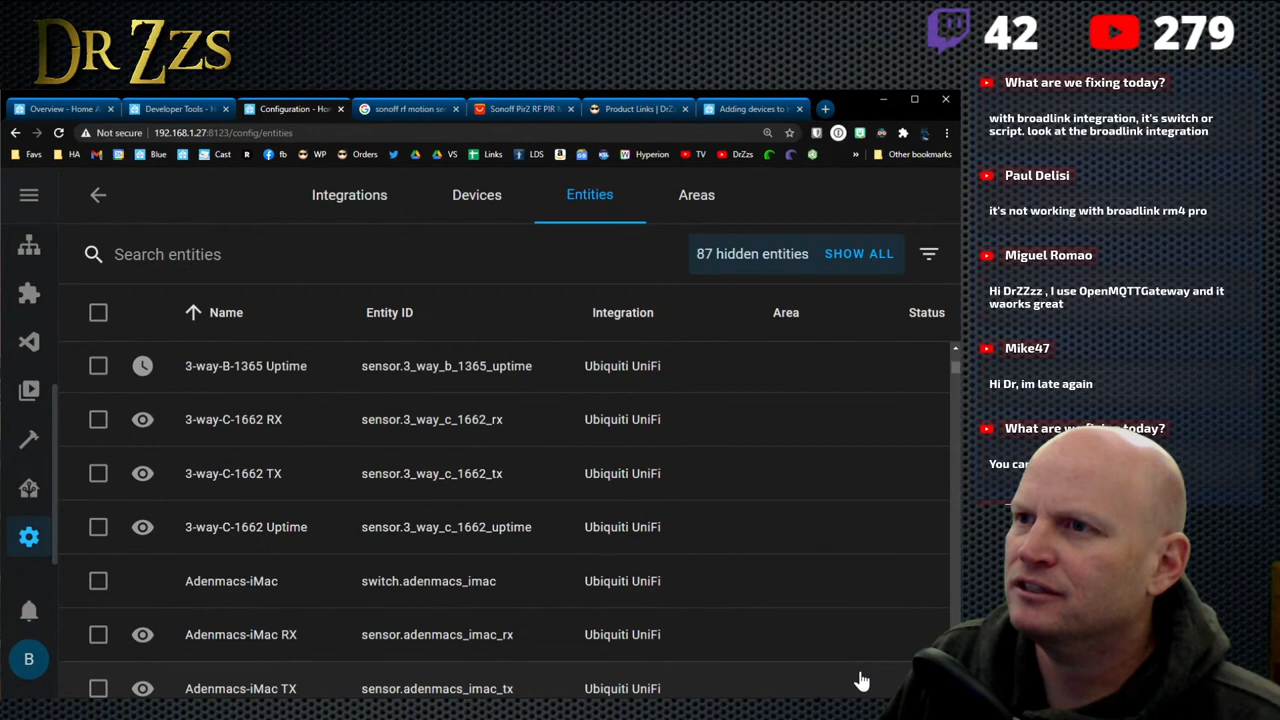 DR ZZS
42
279
Overview - Home A
Developer Tools - H
Configuration - Hom
sonoff rf motion se
Sonoff Pir2 RF PIR M
Product Links | DrZ
Adding devices to H
Not secure
192.168.1.27:8123/config/entities
Favs
HA
Blue
Cast
fb
WP
Orders
VS
Links
LDS
Hyperion
TV
DrZzs
»
Other bookmarks
Integrations
Devices
Entities
Areas
Search entities
87 hidden entities
SHOW ALL
Name
Entity ID
Integration
Area
Status
3-way-B-1365 Uptime
sensor.3_way_b_1365_uptime
Ubiquiti UniFi
3-way-C-1662 RX
sensor.3_way_c_1662_rx
Ubiquiti UniFi
3-way-C-1662 TX
sensor.3_way_c_1662_tx
Ubiquiti UniFi
3-way-C-1662 Uptime
sensor.3_way_c_1662_uptime
Ubiquiti UniFi
Adenmacs-iMac
switch.adenmacs_imac
Ubiquiti UniFi
Adenmacs-iMac RX
sensor.adenmacs_imac_rx
Ubiquiti UniFi
Adenmacs-iMac TX
sensor.adenmacs_imac_tx
Ubiquiti UniFi
B
What are we fixing today?
with broadlink integration, it's switch or
script. look at the broadlink integration
Paul Delisi
it's not working with broadlink rm4 pro
Miguel Romao
Hi DrZZzz , I use OpenMQTTGateway and it
waorks great
Mike47
Hi Dr, im late again
What are we fixing today?
You can